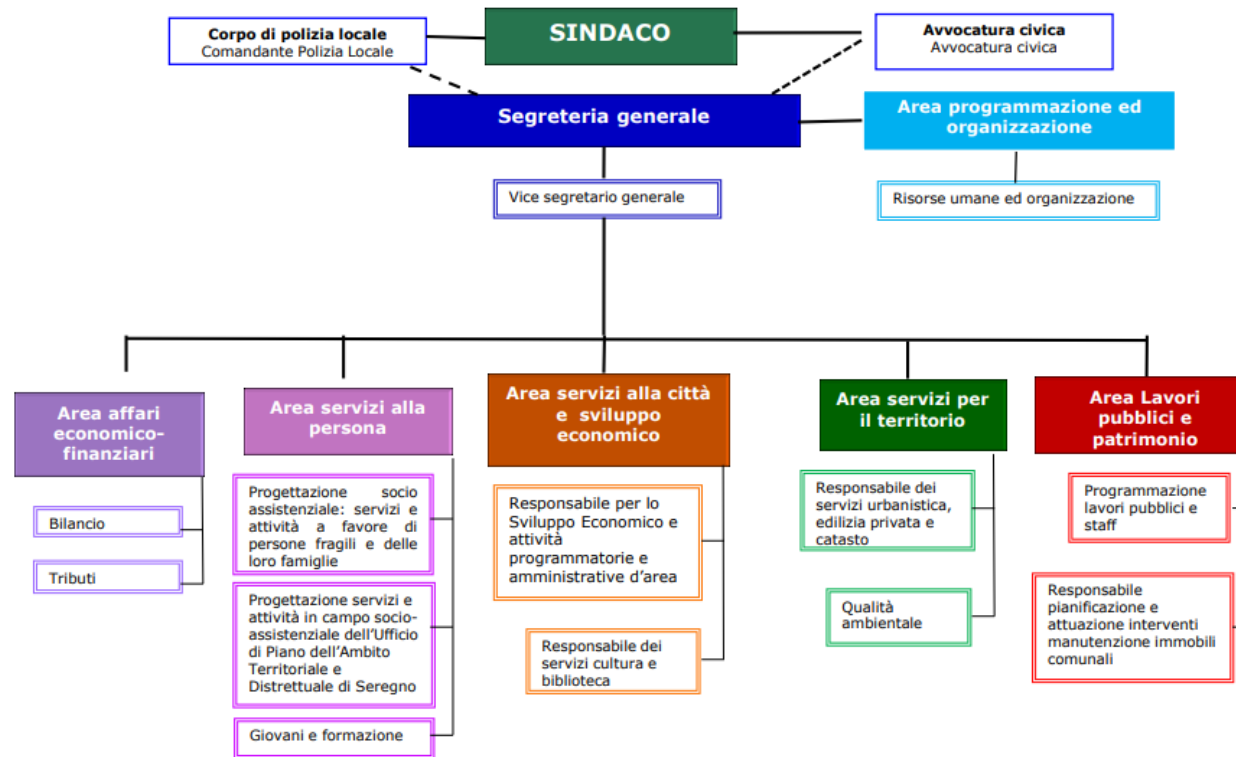 SINDACO
Corpo di polizia locale
Comandante Polizia Locale
Avvocatura civica
Avvocatura civica
Segreteria generale
Area programmazione ed
organizzazione
Vice segretario generale
Risorse umane ed organizzazione
Area affari
economico-
finanziari
Bilancio
Tributi
Area servizi alla
persona
Progettazione socio
assistenziale: servizi e
attività a favore di
persone fragili e delle
loro famiglie
Progettazione servizi e
attività in campo socio-
assistenziale dell’Ufficio
di Piano dell’Ambito
Territoriale e
Distrettuale di Seregno
Giovani e formazione
Area servizi alla città
e sviluppo
economico
Responsabile per lo
Sviluppo Economico e
attività
programmatorie e
amministrative d’area
Responsabile dei
servizi cultura e
biblioteca
Area servizi per
il territorio
Responsabile dei
servizi urbanistica,
edilizia privata e
catasto
Qualità
ambientale
Area Lavori
pubblici e
patrimonio
Programmazione
lavori pubblici e
staff
Responsabile
pianificazione e
attuazione interventi
manutenzione immobili
comunali